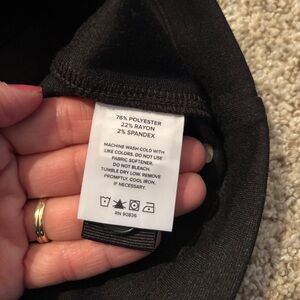 76% POLYESTER
22% RAYON
2% SPANDEX
MACHINE WASH COLD WITH
LIKE COLORS. DO NOT USE
FABRIC SOFTENER.
DO NOT BLEACH.
TUMBLE DRY LOW. REMOVE
PROMPTLY. COOL IRON,
IF NECESSARY.
RN 90836